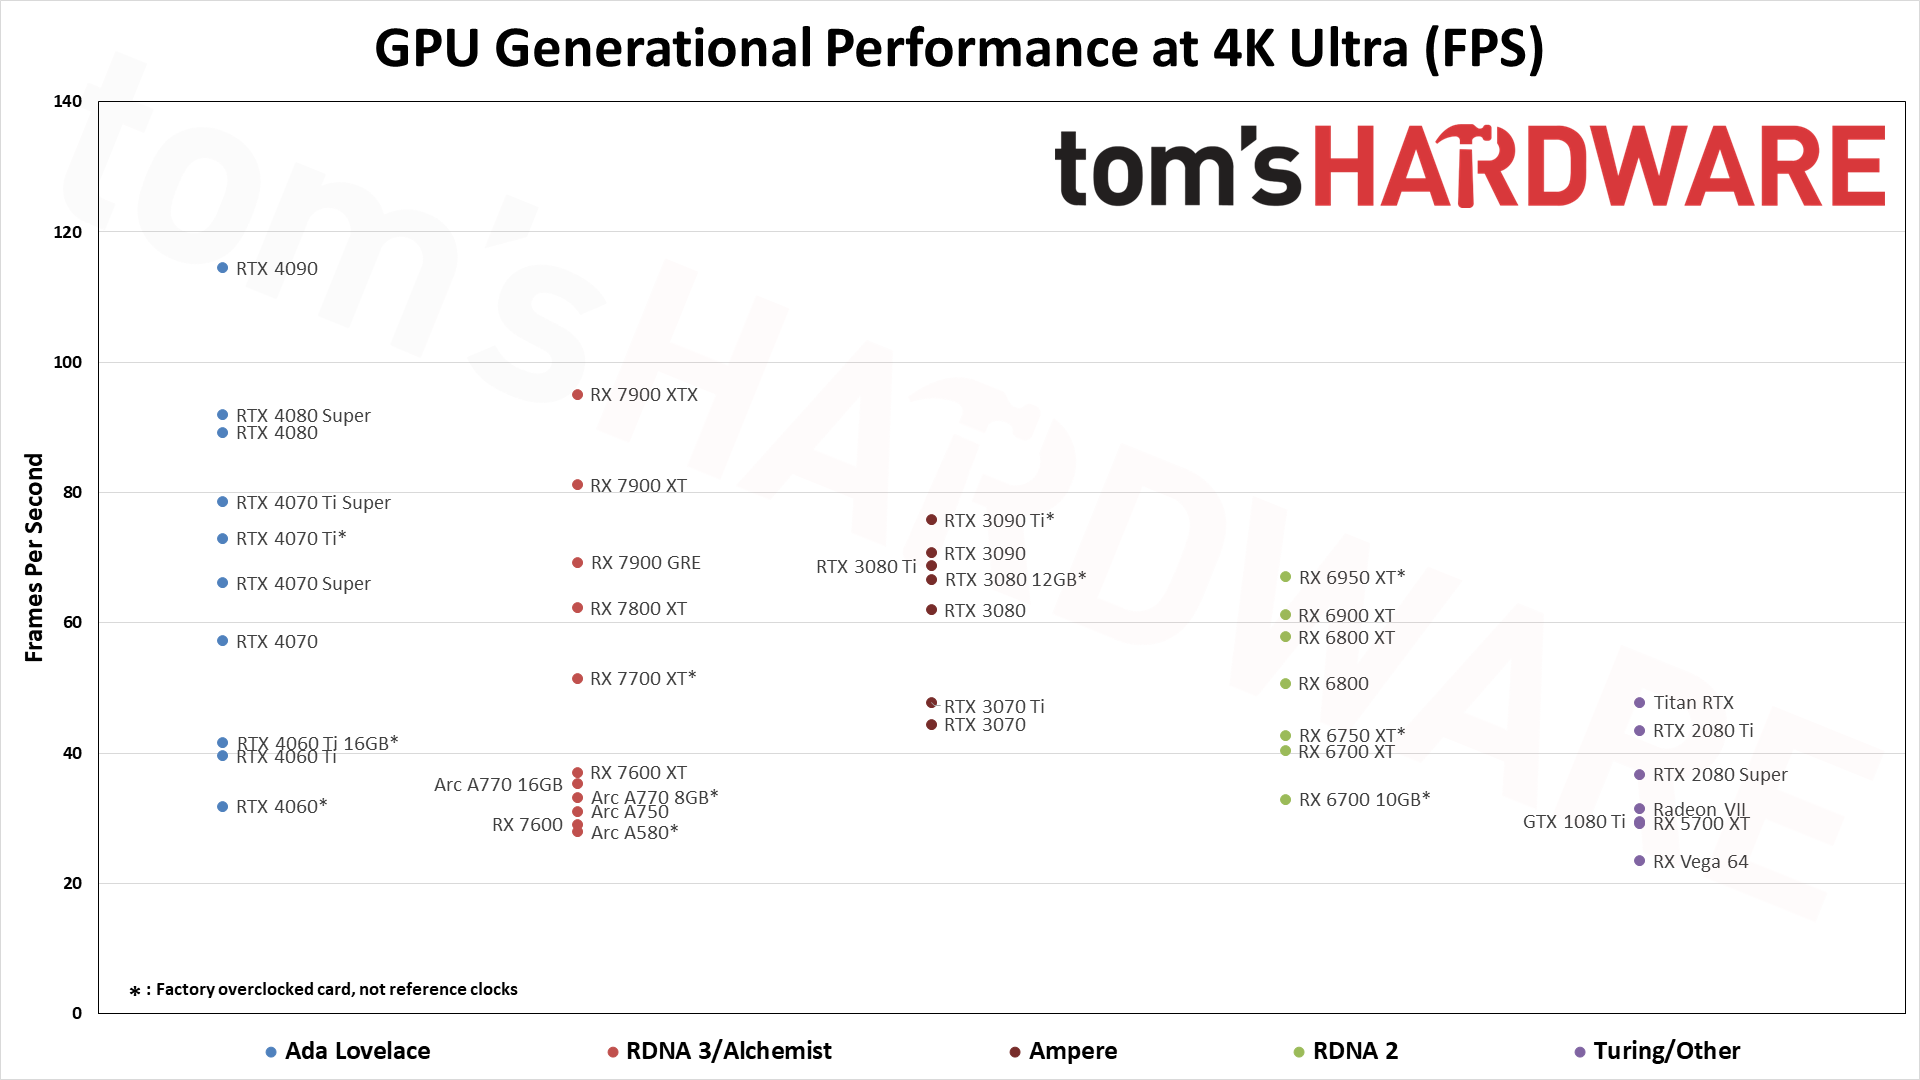 GPU Generational Performance at 4K Ultra (FPS)
tom'sHARDWARE
tom'sHARDWARE
Frames Per Second
140
120
100
80
60
40
20
0
RTX 4090
RTX 4080 Super
RTX 4080
RTX 4070 Ti Super
RTX 4070 Ti*
RTX 4070 Super
RTX 4070
RTX 4060 Ti 16GB*
RTX 4060 Ti
RTX 4060*
RX 7900 XTX
RX 7900 XT
RX 7900 GRE
RX 7800 XT
RX 7700 XT*
RX 7600 XT
Arc A770 16GB
Arc A770 8GB*
Arc A750
RX 7600
Arc A580*
RTX 3090 Ti*
RTX 3090
RTX 3080 Ti
RTX 3080 12GB*
RTX 3080
RTX 3070 Ti
RTX 3070
RX 6950 XT*
RX 6900 XT
RX 6800 XT
RX 6800
RX 6750 XT*
RX 6700 XT
RX 6700 10GB*
Titan RTX
RTX 2080 Ti
RTX 2080 Super
Radeon VII
GTX 1080 Ti
RX 5700 XT
RX Vega 64
* : Factory overclocked card, not reference clocks
Ada Lovelace
RDNA 3/Alchemist
Ampere
RDNA 2
Turing/Other